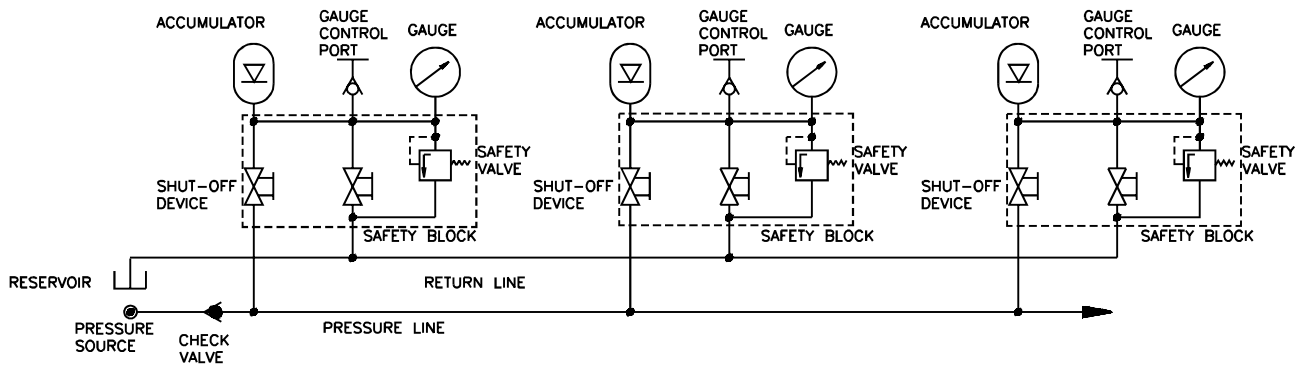 ACCUMULATOR
GAUGE
CONTROL
PORT
GAUGE
SAFETY
VALVE
SHUT-OFF
DEVICE
SAFETY BLOCK
ACCUMULATOR
GAUGE
CONTROL
PORT
GAUGE
SAFETY
VALVE
SHUT-OFF
DEVICE
SAFETY BLOCK
ACCUMULATOR
GAUGE
CONTROL
PORT
GAUGE
SAFETY
VALVE
SHUT-OFF
DEVICE
SAFETY BLOCK
RESERVOIR
RETURN LINE
PRESSURE
SOURCE
CHECK
VALVE
PRESSURE LINE